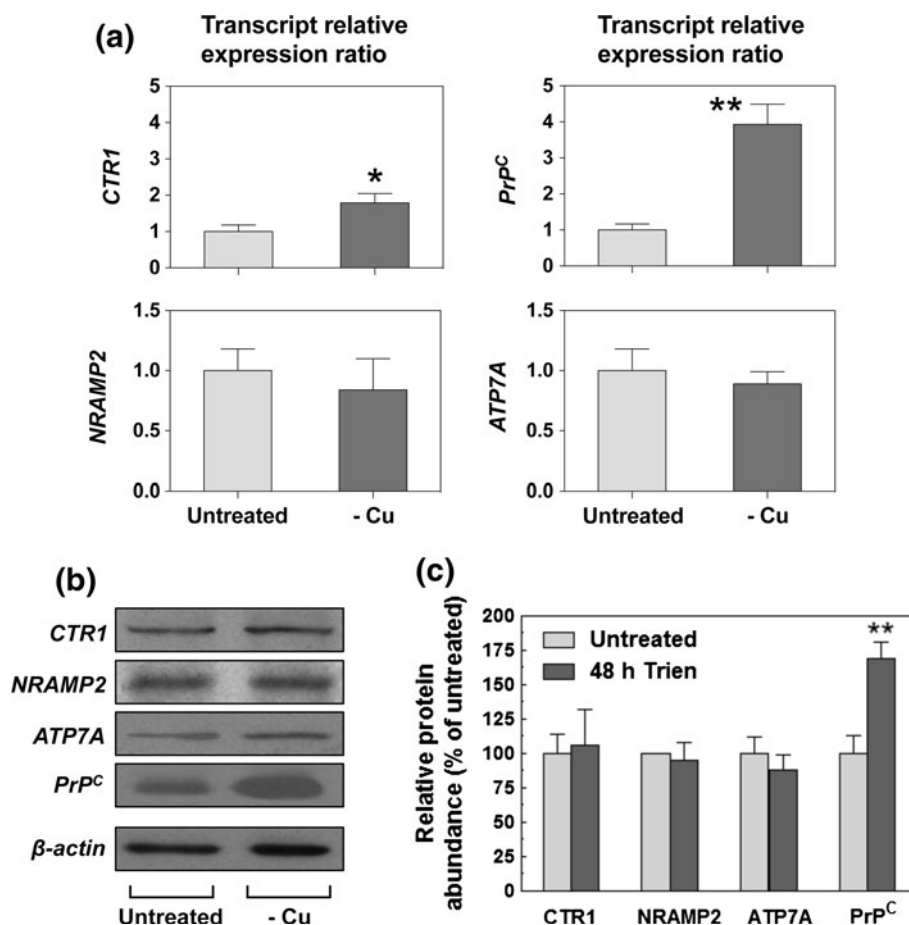 (a)
Transcript relative
expression ratio
Transcript relative
expression ratio
CTR1
5
4
3
2
1
0
*
PrPᶜ
5
4
3
2
1
0
**
NRAMP2
1.5
1.0
0.5
0.0
Untreated - Cu
ATP7A
1.5
1.0
0.5
0.0
Untreated - Cu
(b)
CTR1
NRAMP2
ATP7A
PrPᶜ
β-actin
Untreated - Cu
(c)
Relative protein
abundance (% of untreated)
200
175
150
125
100
75
50
25
0
Untreated
48 h Trien
**
CTR1 NRAMP2 ATP7A PrPᶜ